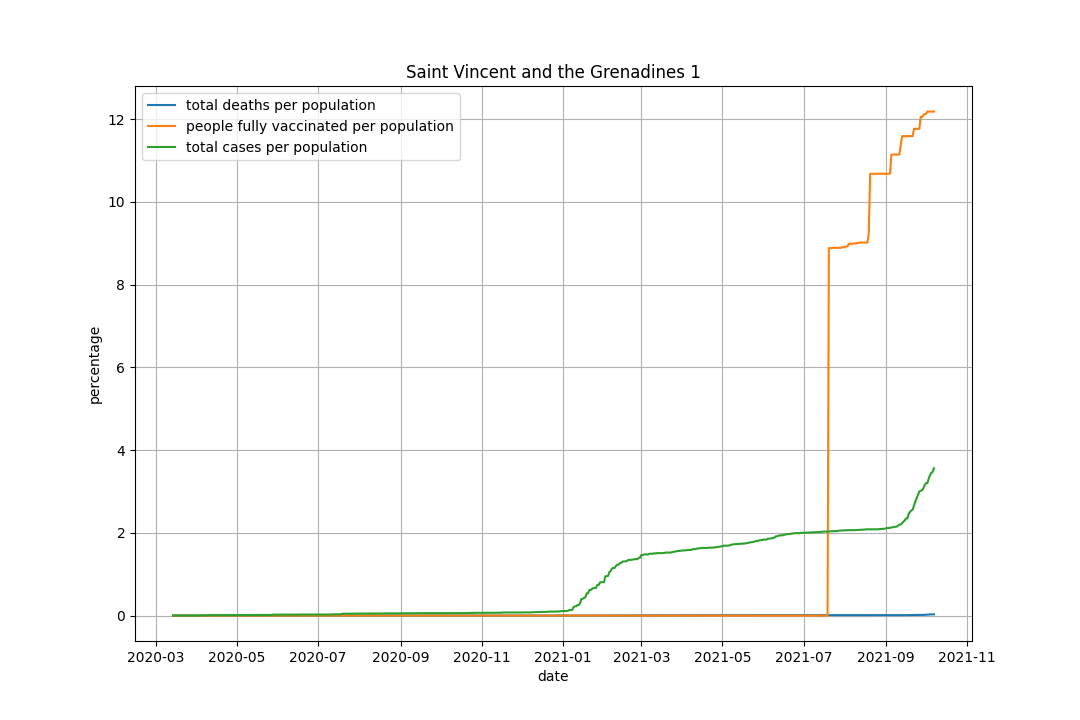 Saint Vincent and the Grenadines 1
total deaths per population
people fully vaccinated per population
total cases per population
12
10
8
6
4
2
0
percentage
2020-03 2020-05 2020-07 2020-09 2020-11 2021-01 2021-03 2021-05 2021-07 2021-09 2021-11
date